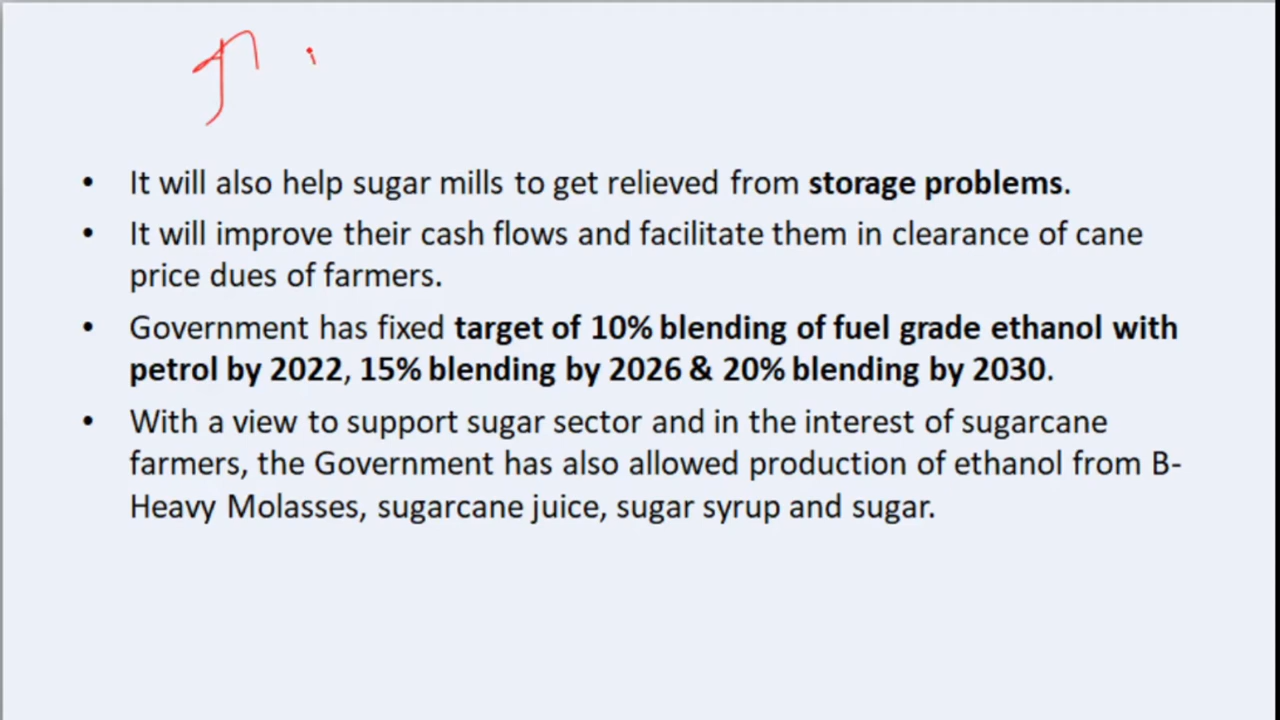 • It will also help sugar mills to get relieved from storage problems.
• It will improve their cash flows and facilitate them in clearance of cane
price dues of farmers.
• Government has fixed target of 10% blending of fuel grade ethanol with
petrol by 2022, 15% blending by 2026 & 20% blending by 2030.
• With a view to support sugar sector and in the interest of sugarcane
farmers, the Government has also allowed production of ethanol from B-
Heavy Molasses, sugarcane juice, sugar syrup and sugar.